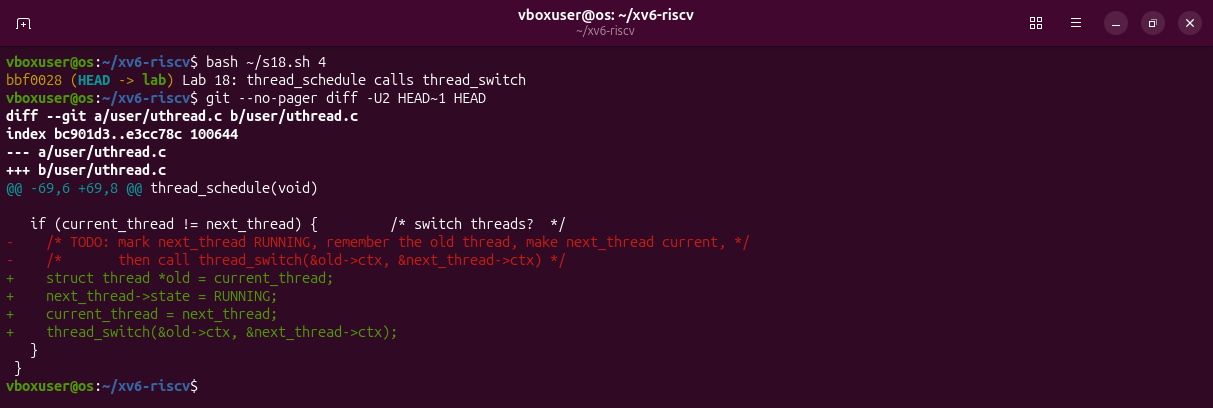 vboxuser@os: ~/xv6-riscv
~/xv6-riscv
vboxuser@os:~/xv6-riscv$ bash ~/s18.sh 4
bbf0028 (HEAD -> lab) Lab 18: thread_schedule calls thread_switch
vboxuser@os:~/xv6-riscv$ git --no-pager diff -U2 HEAD~1 HEAD
diff --git a/user/uthread.c b/user/uthread.c
index bc901d3..e3cc78c 100644
--- a/user/uthread.c
+++ b/user/uthread.c
@@ -69,6 +69,8 @@ thread_schedule(void)
   if (current_thread != next_thread) {         /* switch threads?  */
-    /* TODO: mark next_thread RUNNING, remember the old thread, make next_thread current, */
-    /*       then call thread_switch(&old->ctx, &next_thread->ctx) */
+    struct thread *old = current_thread;
+    next_thread->state = RUNNING;
+    current_thread = next_thread;
+    thread_switch(&old->ctx, &next_thread->ctx);
   }
 }
vboxuser@os:~/xv6-riscv$